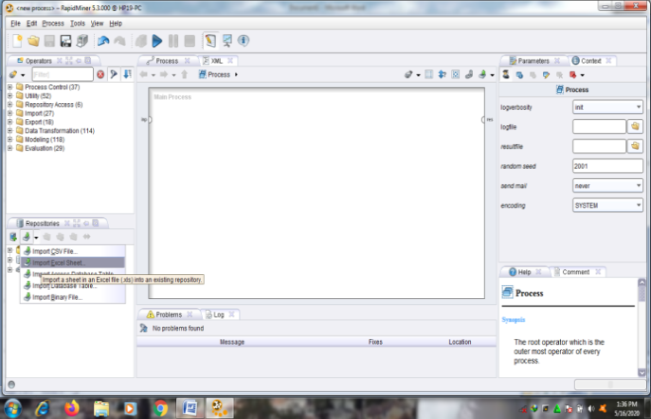 <new process> – RapidMiner 5.3.000 @ HP19-PC
File Edit Process Tools View Help
Operators
[Filter]
Process Control (37)
Utility (52)
Repository Access (6)
Import (27)
Export (18)
Data Transformation (114)
Modeling (118)
Evaluation (29)
Repositories
Import CSV File...
Import Excel Sheet...
Import Access Database Table...
Import a sheet in an Excel file (.xls) into an existing repository.
Import Database Table...
Import Binary File...
Process
XML
Process
Main Process
Problems
Log
No problems found
Message Fixes Location
Parameters
Context
Process
logverbosity init
logfile
resultfile
random seed 2001
send mail never
encoding SYSTEM
Help
Comment
Process
Synopsis
The root operator which is the
outer most operator of every
process.
1:36 PM
5/16/2020